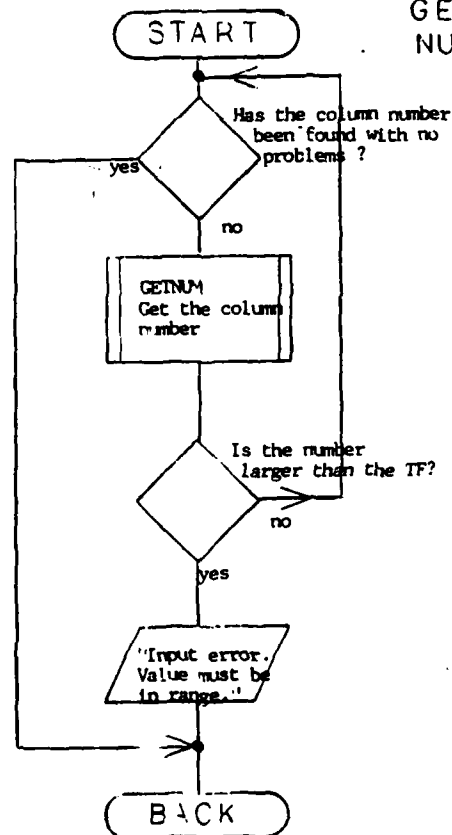 GE
NU
START
Has the column number
been found with no
problems ?
yes
no
GETNUM
Get the column
number
Is the number
larger than the TF?
no
yes
"Input error.
Value must be
in range."
BACK